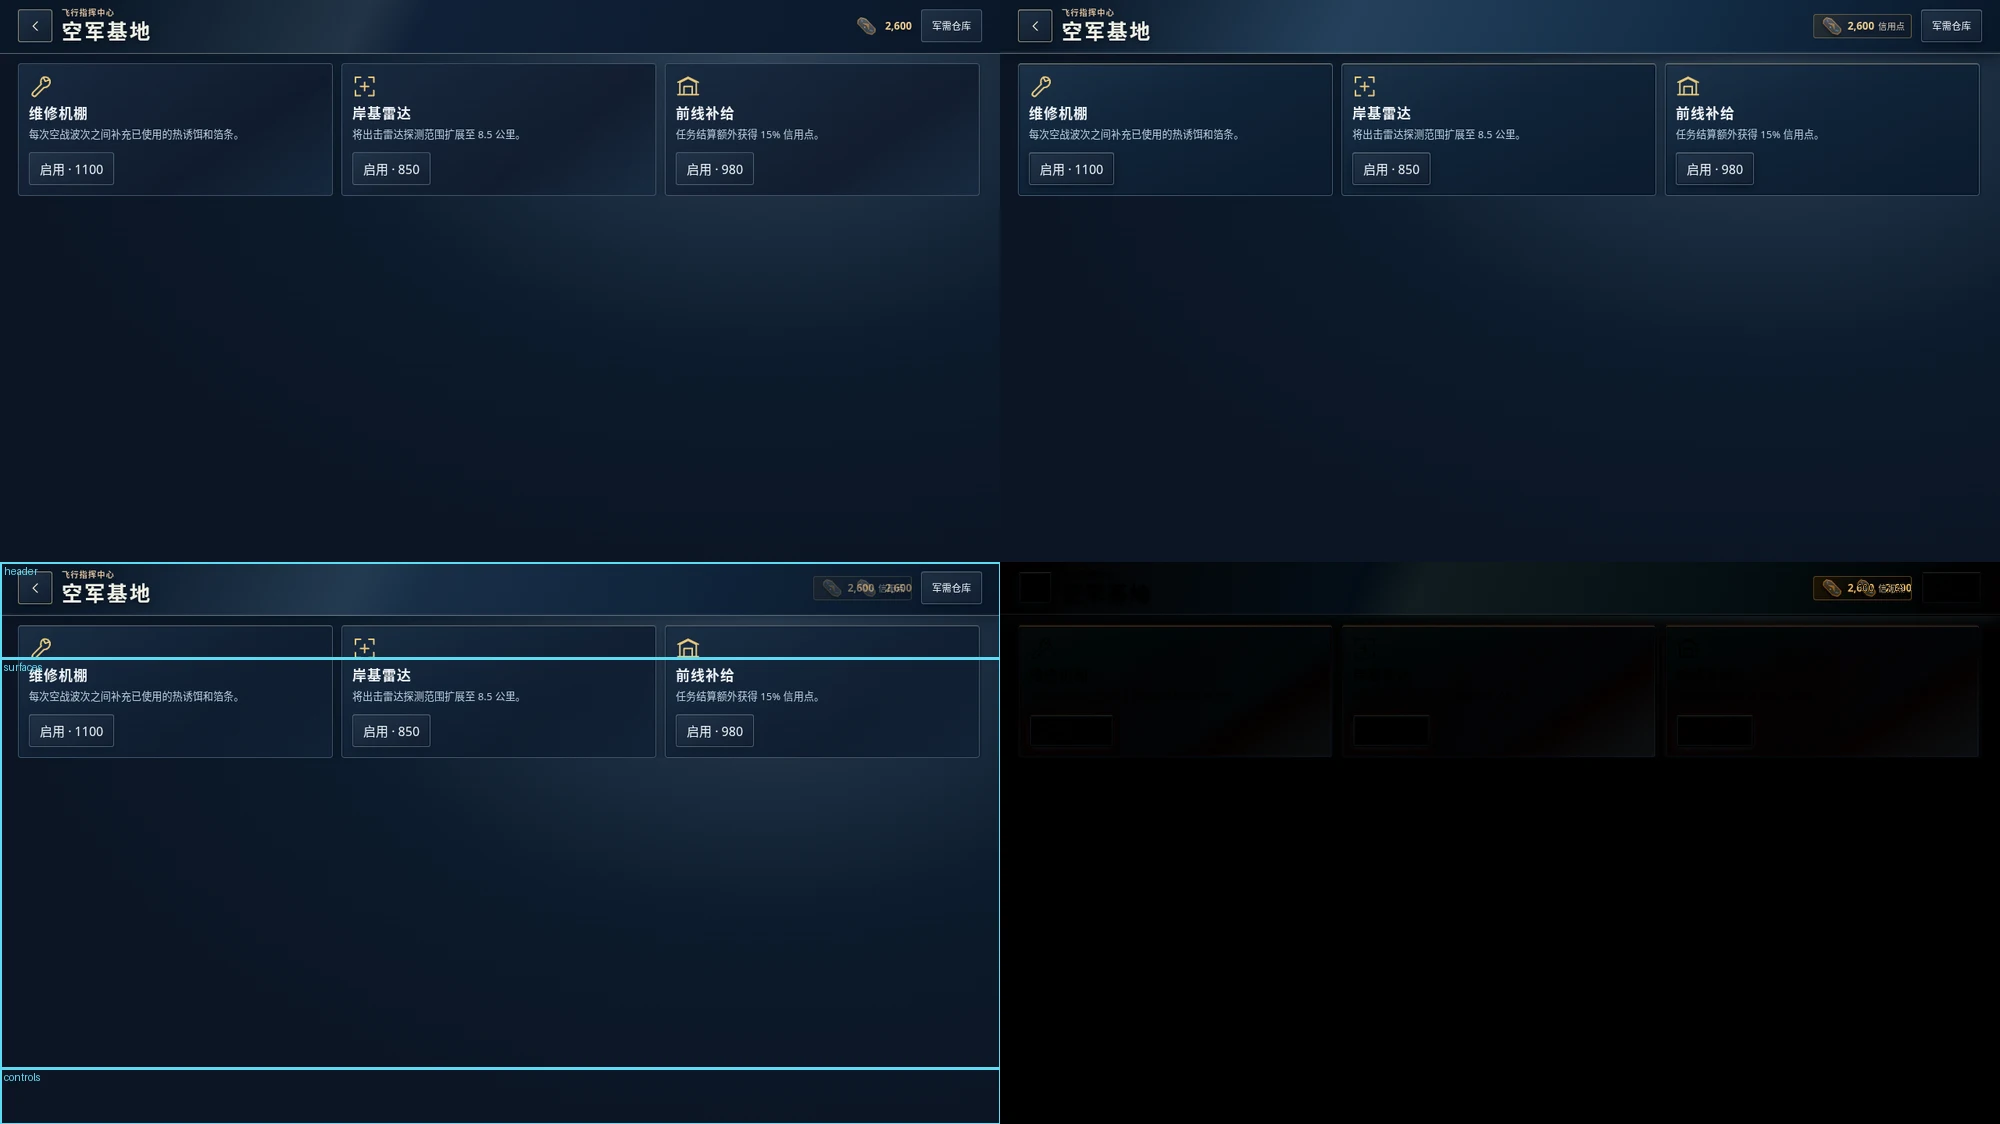 飞行指挥中心
空军基地
2,600
军需仓库
维修机棚
每次空战波次之间补充已使用的热诱饵和箔条。
启用 · 1100
岸基雷达
将出击雷达探测范围扩展至 8.5 公里。
启用 · 850
前线补给
任务结算额外获得 15% 信用点。
启用 · 980
飞行指挥中心
空军基地
2,600 信用点
军需仓库
维修机棚
每次空战波次之间补充已使用的热诱饵和箔条。
启用 · 1100
岸基雷达
将出击雷达探测范围扩展至 8.5 公里。
启用 · 850
前线补给
任务结算额外获得 15% 信用点。
启用 · 980
header
飞行指挥中心
空军基地
2,600
2,600
军需仓库
surfaces
维修机棚
每次空战波次之间补充已使用的热诱饵和箔条。
启用 · 1100
岸基雷达
将出击雷达探测范围扩展至 8.5 公里。
启用 · 850
前线补给
任务结算额外获得 15% 信用点。
启用 · 980
controls